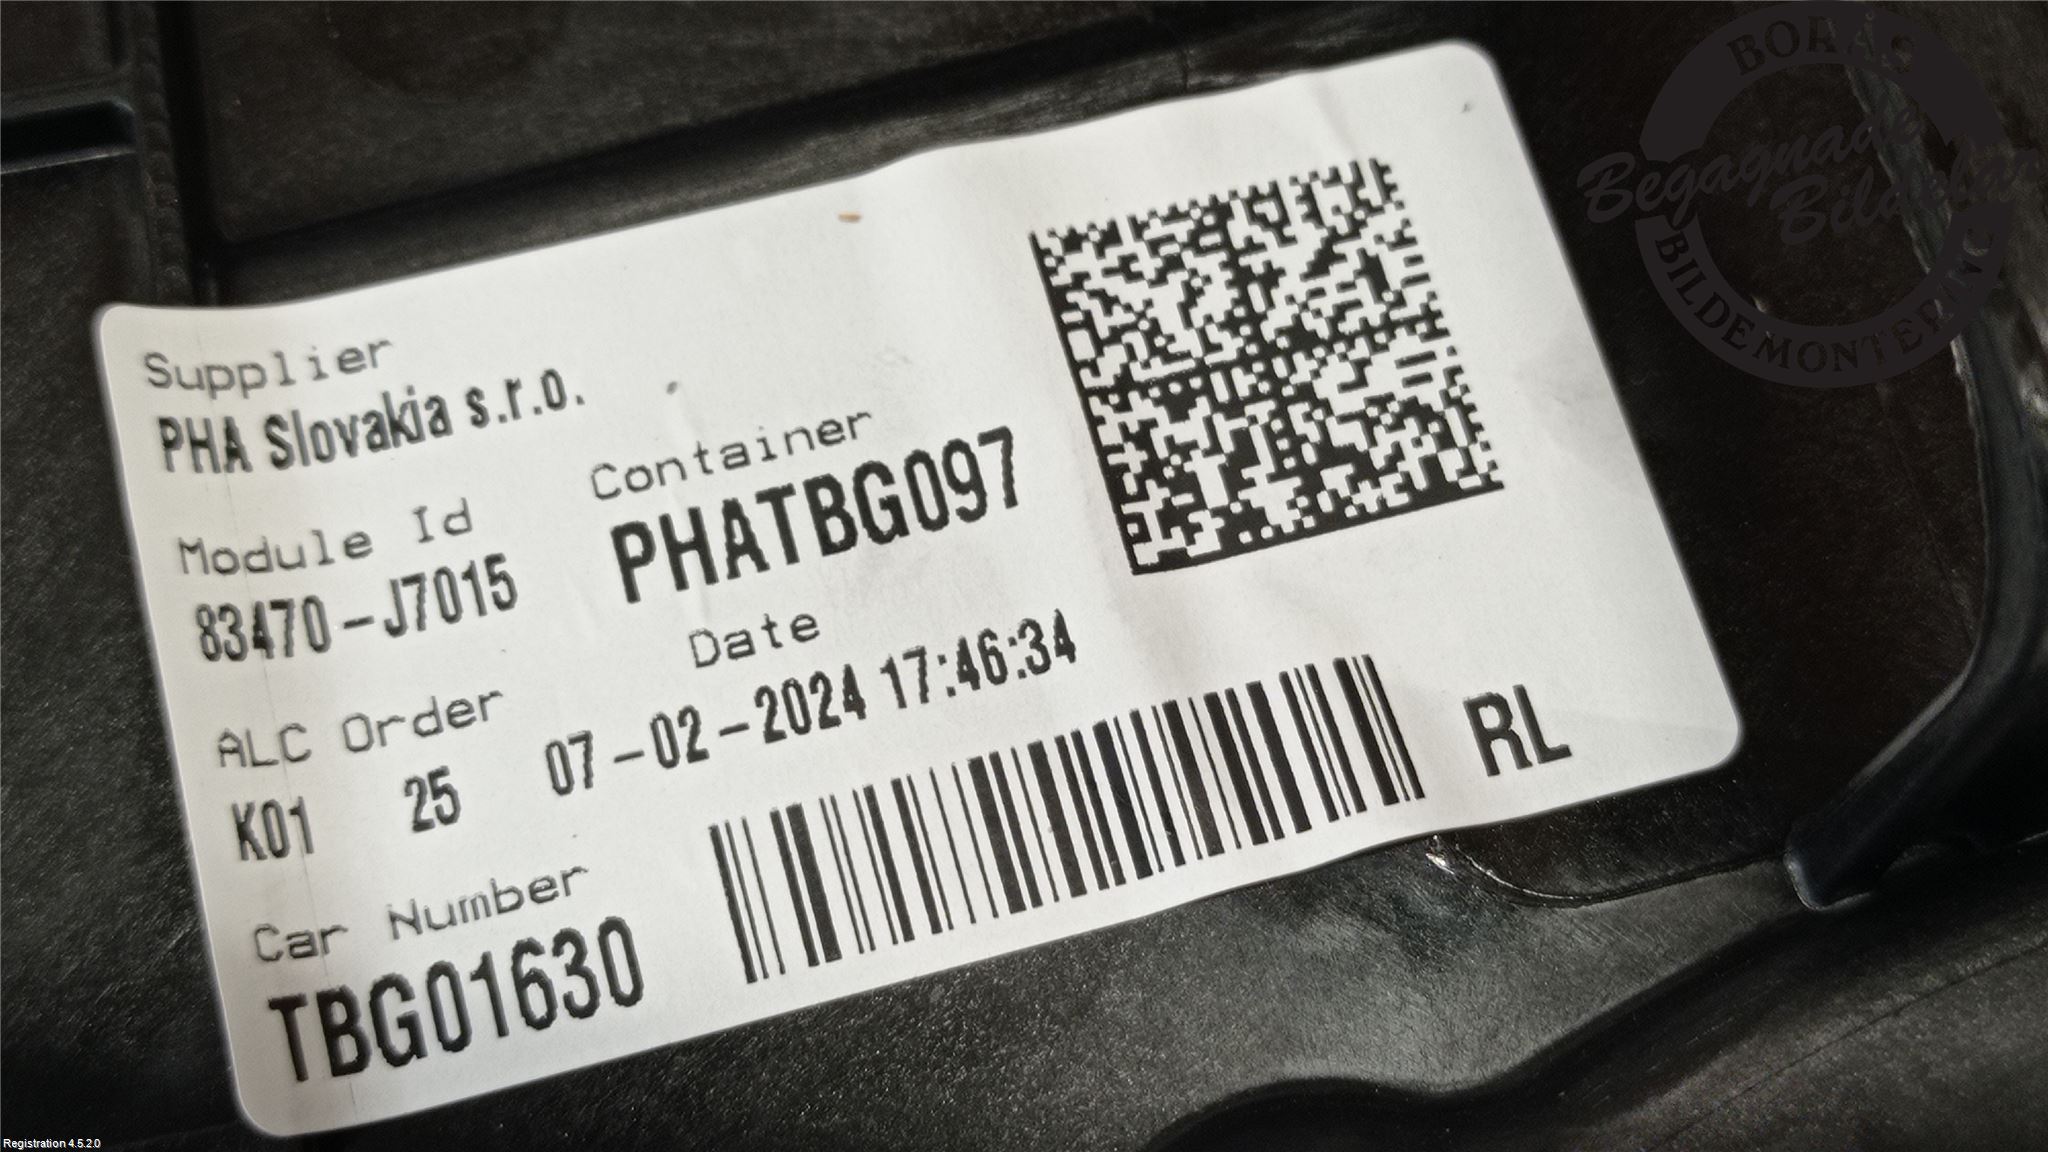 BORÅS
Begagnade
Bildelar
BILDEMONTERING
Supplier
PHA Slovakia s.r.o.
Container
PHATBG097
Module Id
83470-J7015
Date
07-02-2024 17:46:34
ALC Order
K01 25
RL
Car Number
TBG01630
Registration 4.5.2.0